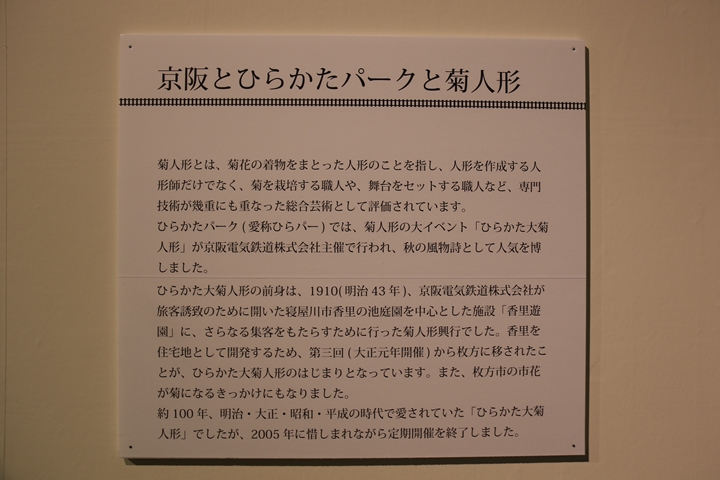 京阪とひらかたパークと菊人形
菊人形とは、菊花の着物をまとった人形のことを指し、人形を作成する人
形師だけでなく、菊を栽培する職人や、舞台をセットする職人など、専門
技術が幾重にも重なった総合芸術として評価されています。
ひらかたパーク(愛称ひらパー)では、菊人形の大イベント「ひらかた大菊
人形」が京阪電気鉄道株式会社主催で行われ、秋の風物詩として人気を博
しました。
ひらかた大菊人形の前身は、1910(明治43年)、京阪電気鉄道株式会社が
旅客誘致のために開いた寝屋川市香里の池庭園を中心とした施設「香里遊
園」に、さらなる集客をもたらすために行った菊人形興行でした。香里を
住宅地として開発するため、第三回(大正元年開催)から枚方に移されたこ
とが、ひらかた大菊人形のはじまりとなっています。また、枚方市の市花
が菊になるきっかけにもなりました。
約100年、明治・大正・昭和・平成の時代で愛されていた「ひらかた大菊
人形」でしたが、2005年に惜しまれながら定期開催を終了しました。